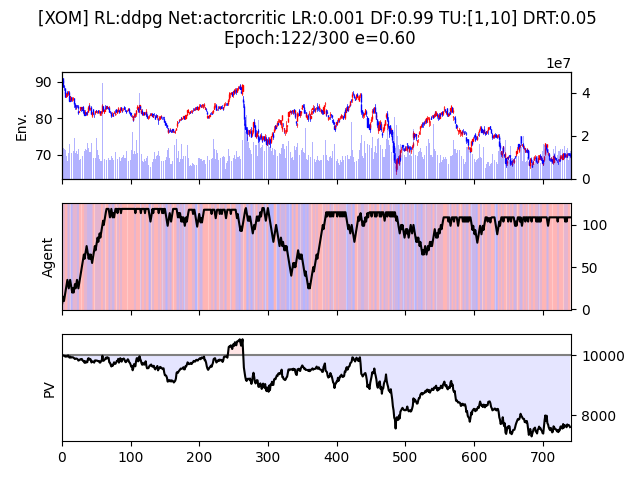 [XOM] RL:ddpg Net:actorcritic LR:0.001 DF:0.99 TU:[1,10] DRT:0.05
Epoch:122/300 e=0.60
1e7
Env.
90
80
70
4
2
0
Agent
100
50
0
PV
10000
8000
0 100 200 300 400 500 600 700